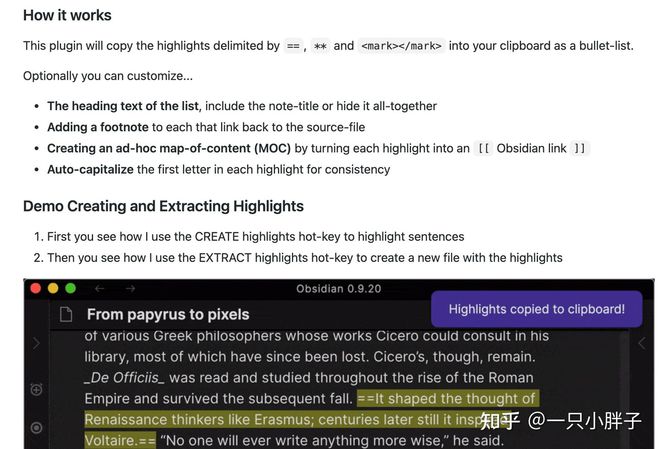 How it works
This plugin will copy the highlights delimited by ==, ** and <mark></mark> into your clipboard as a bullet-list.
Optionally you can customize...
• The heading text of the list, include the note-title or hide it all-together
• Adding a footnote to each that link back to the source-file
• Creating an ad-hoc map-of-content (MOC) by turning each highlight into an [[ Obsidian link ]]
• Auto-capitalize the first letter in each highlight for consistency
Demo Creating and Extracting Highlights
1. First you see how I use the CREATE highlights hot-key to highlight sentences
2. Then you see how I use the EXTRACT highlights hot-key to create a new file with the highlights
Obsidian 0.9.20
From papyrus to pixels
Highlights copied to clipboard!
of various Greek philosophers whose works Cicero could consult in his
library, most of which have since been lost. Cicero's, though, remain.
_De Officiis_ was read and studied throughout the rise of the Roman
Empire and survived the subsequent fall. ==It shaped the thought of
Renaissance thinkers like Erasmus; centuries later still it
Voltaire.== “No one will ever write anything more wise,” he said.
知乎 @一只小胖子